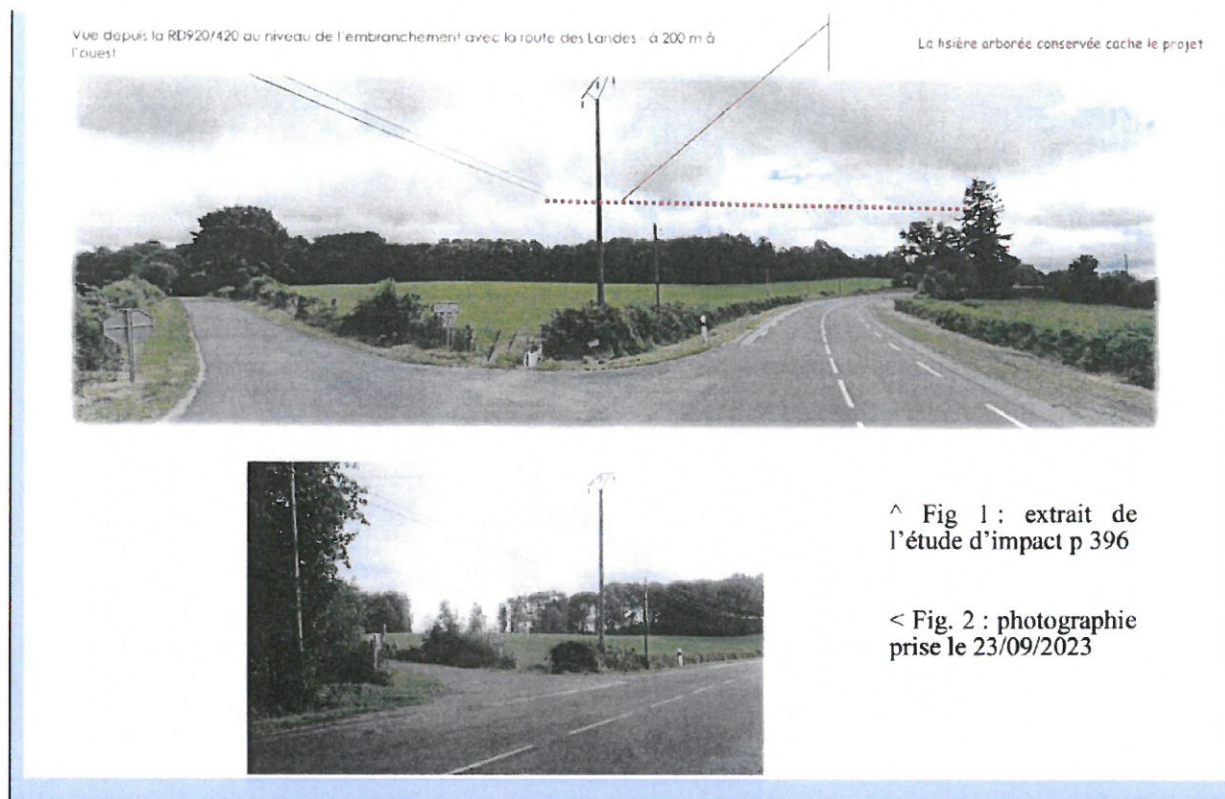 Vue depuis la RD920/420 au niveau de l'embranchement avec la route des Landes - à 200 m à
l'ouest
La lisière arborée conservée cache le projet
^ Fig 1 : extrait de
l'étude d'impact p 396
< Fig. 2 : photographie
prise le 23/09/2023